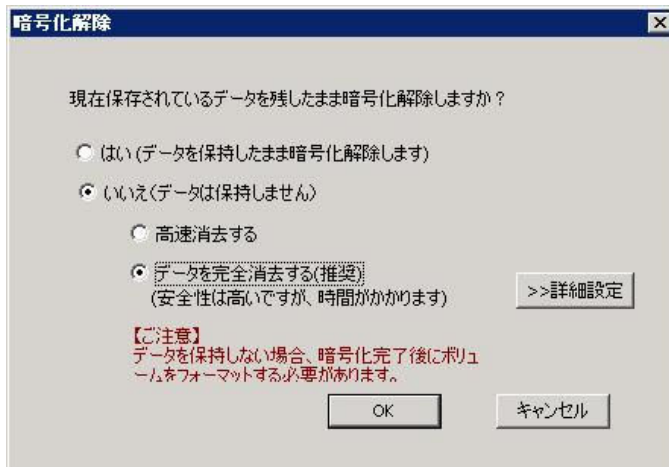 暗号化解除
現在保存されているデータを残したまま暗号化解除しますか？
はい(データを保持したまま暗号化解除します)
いいえ(データは保持しません)
高速消去する
データを完全消去する(推奨)
(安全性は高いですが、時間がかかります)
>>詳細設定
【ご注意】
データを保持しない場合、暗号化完了後にボリュ
ームをフォーマットする必要があります。
OK
キャンセル